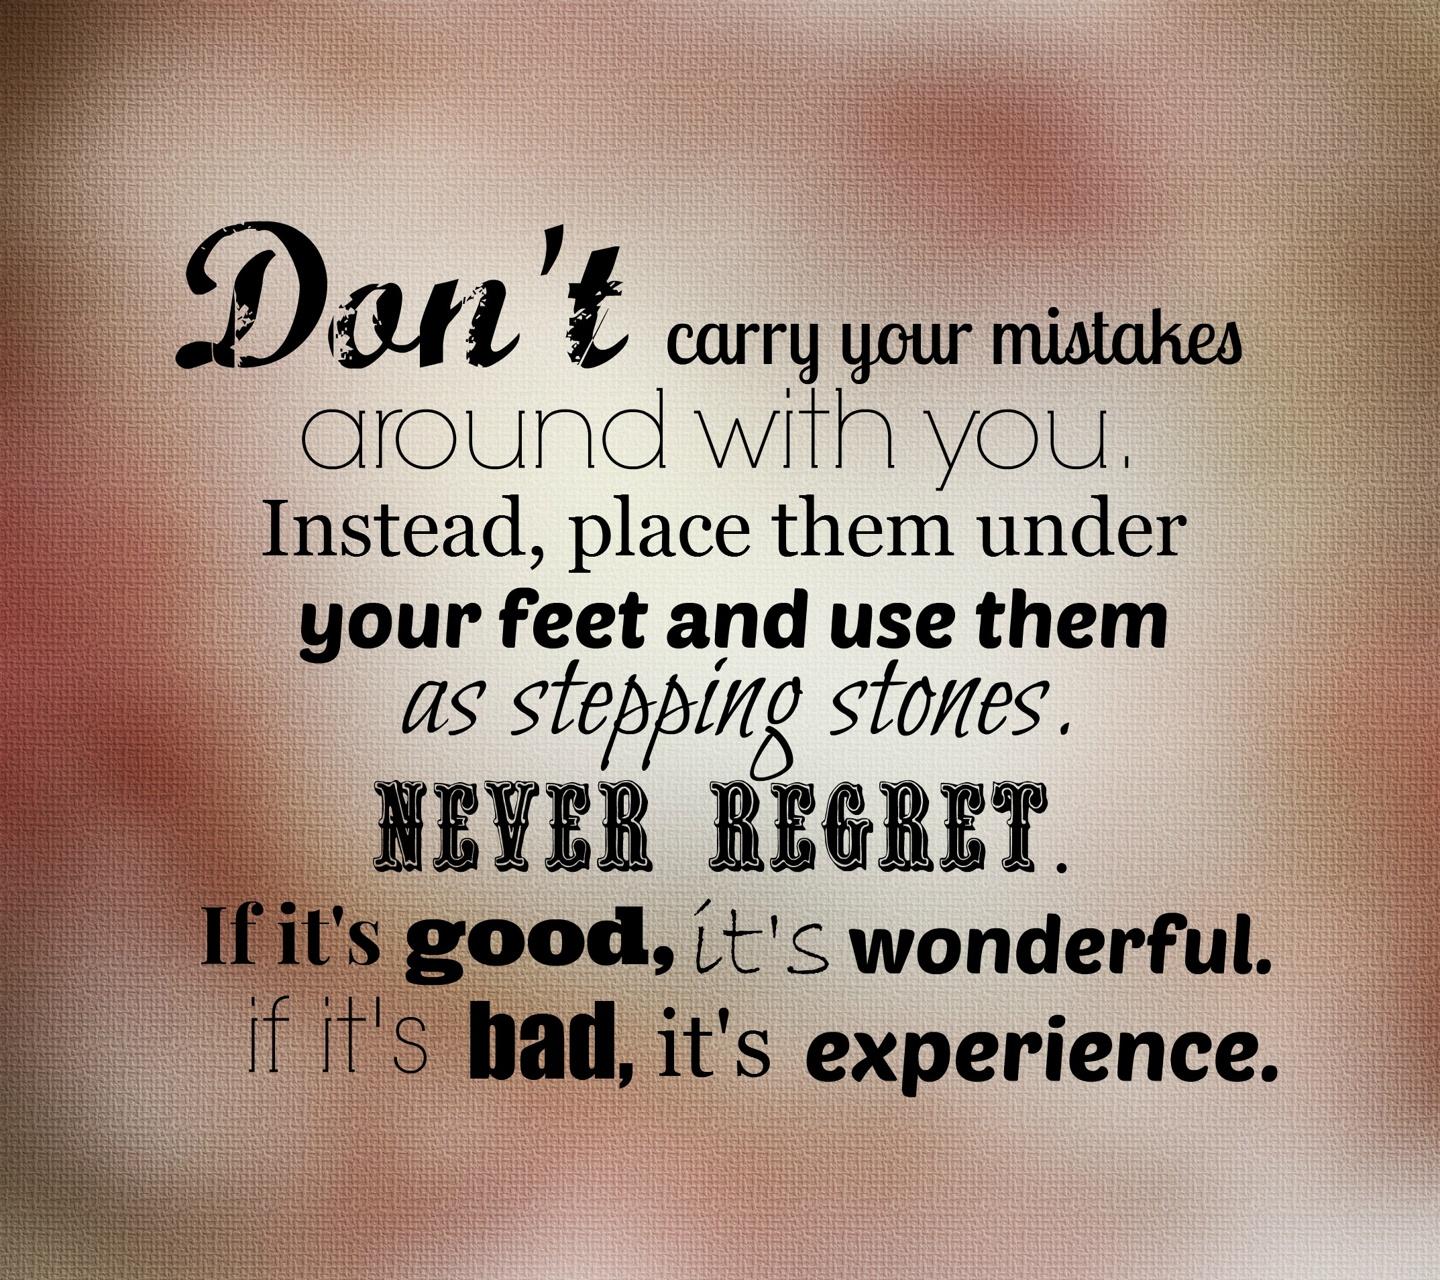 Don't carry your mistakes
around with you.
Instead, place them under
your feet and use them
as stepping stones.
NEVER REGRET.
If it's good, it's wonderful.
if it's bad, it's experience.